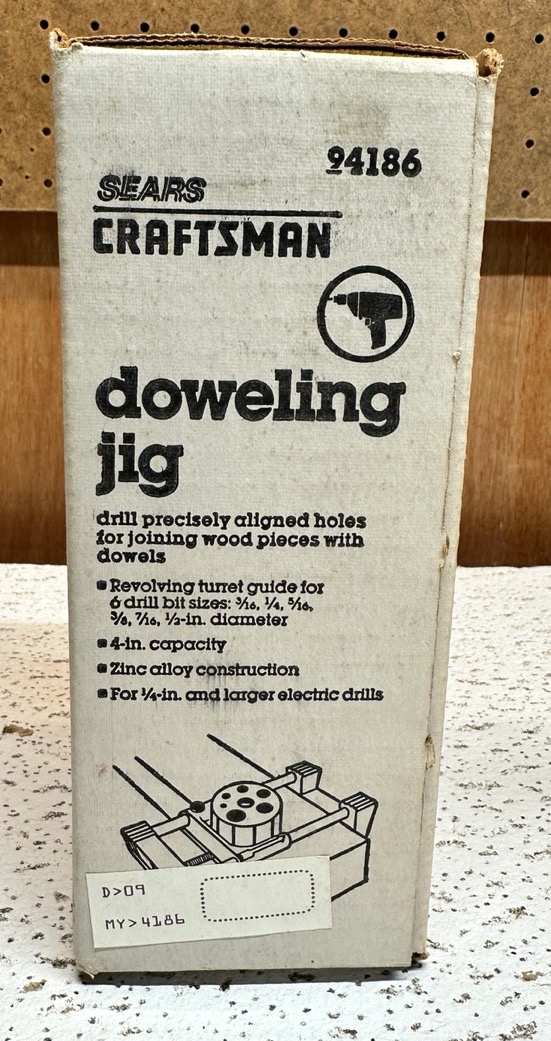 94186
SEARS
CRAFTSMAN
doweling
jig
drill precisely aligned holes
for joining wood pieces with
dowels
▪ Revolving turret guide for
6 drill bit sizes: 3/16, 1/4, 5/16,
3/8, 7/16, 1/2-in. diameter
▪ 4-in. capacity
▪ Zinc alloy construction
▪ For 1/4-in. and larger electric drills
D>09
MY>4186